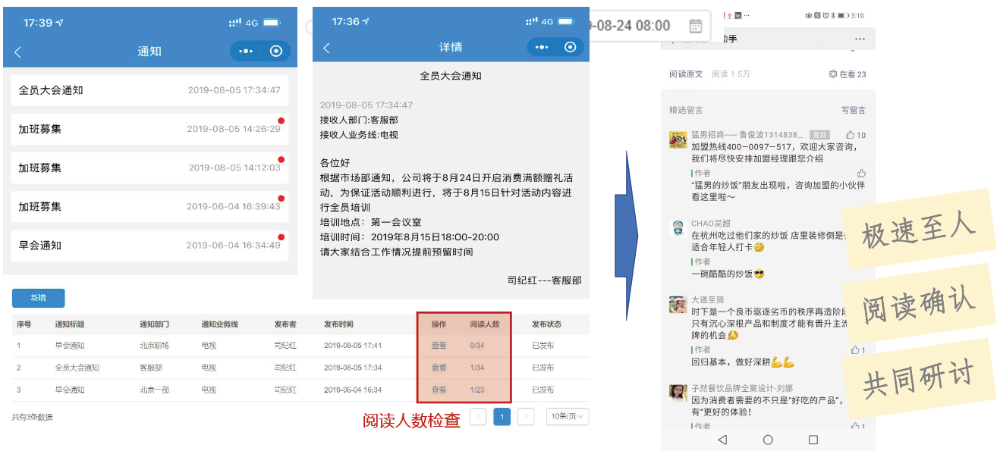 17:39
4G
通知
全员大会通知 2019-08-05 17:34:47
加班募集 2019-08-05 14:26:29
加班募集 2019-08-05 14:12:03
加班募集 2019-06-04 16:39:43
早会通知 2019-06-04 16:34:49
17:36
4G
详情
全员大会通知
2019-08-05 17:34:47
接收人部门:客服部
接收人业务线:电视
各位好
根据市场部通知，公司将于8月24日开启消费满额赠礼活
动，为保证活动顺利进行，将于8月15日针对活动内容进
行全员培训
培训地点：第一会议室
培训时间：2019年8月15日18:00-20:00
请大家结合工作情况提前预留时间
司纪红---客服部
新增
序号 通知标题 通知部门 通知业务线 发布者 发布时间 操作 阅读人数 发布状态
1 早会通知 北京职场 电视 司纪红 2019-08-05 17:41 查看 0/34 已发布
2 全员大会通知 客服部 电视 司纪红 2019-08-05 17:34 查看 1/34 已发布
3 早会通知 北京一部 电视 司纪红 2019-06-04 16:34 查看 1/23 已发布
共有3条数据
阅读人数检查
1
10条/页
-08-24 08:00
3:10
助手
阅读原文 阅读 1.5万 在看 23
精选留言 写留言
猛男招商----- 鲁俊波1314838... 置顶 10
加盟热线400—0097-517，欢迎大家咨询，
我们将尽快安排加盟经理跟您介绍
作者
“猛男的炒饭”朋友出现啦，咨询加盟的小伙伴
看这里啦～
CHAO吴超
在杭州吃过他们家的炒饭 店里装修倒是
适合年轻人打卡
作者
一碗酷酷的炒饭
大道至简
时下是一个良币驱逐劣币的秩序再造阶段
只有沉心深根产品和制度才能有晋升主流
牌的机会
作者 1
回归基本，做好深耕
子然餐饮品牌全案设计-刘娜
因为消费者需要的不只是“好吃的产品”，
有“更好的体验！
作者 1
极速至人
阅读确认
共同研讨